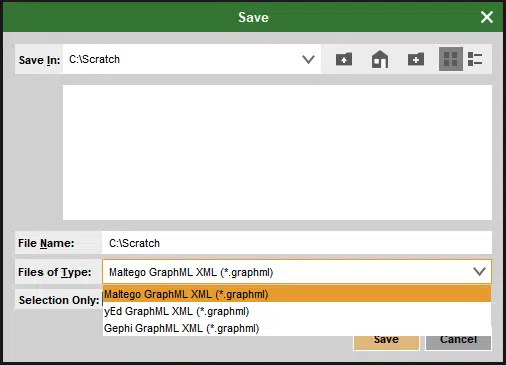 Save
Save In: C:\Scratch
File Name: C:\Scratch
Files of Type: Maltego GraphML XML (*.graphml)
Selection Only: Maltego GraphML XML (*.graphml)
yEd GraphML XML (*.graphml)
Gephi GraphML XML (*.graphml)
Save Cancel